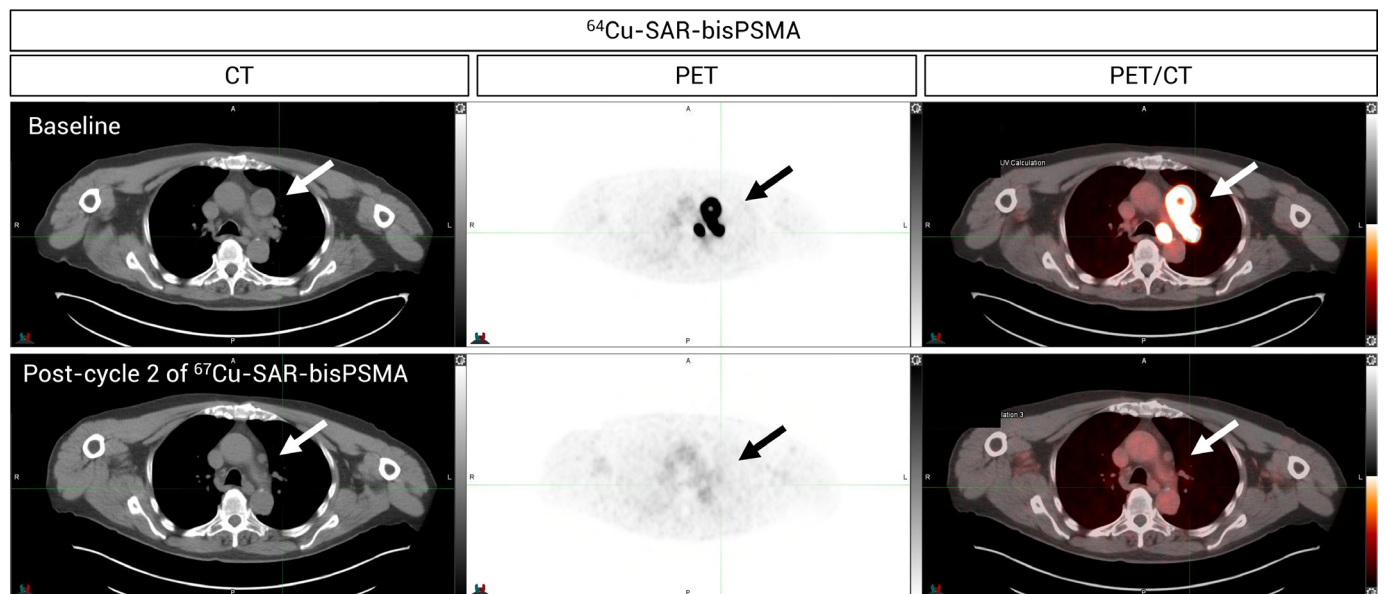 ⁶⁴Cu-SAR-bisPSMA
CT PET PET/CT
Baseline
A A A
UV Calculation
R L R L R L
P P P
Post-cycle 2 of ⁶⁷Cu-SAR-bisPSMA
A A A
lation 3
R L R L R L
P P P